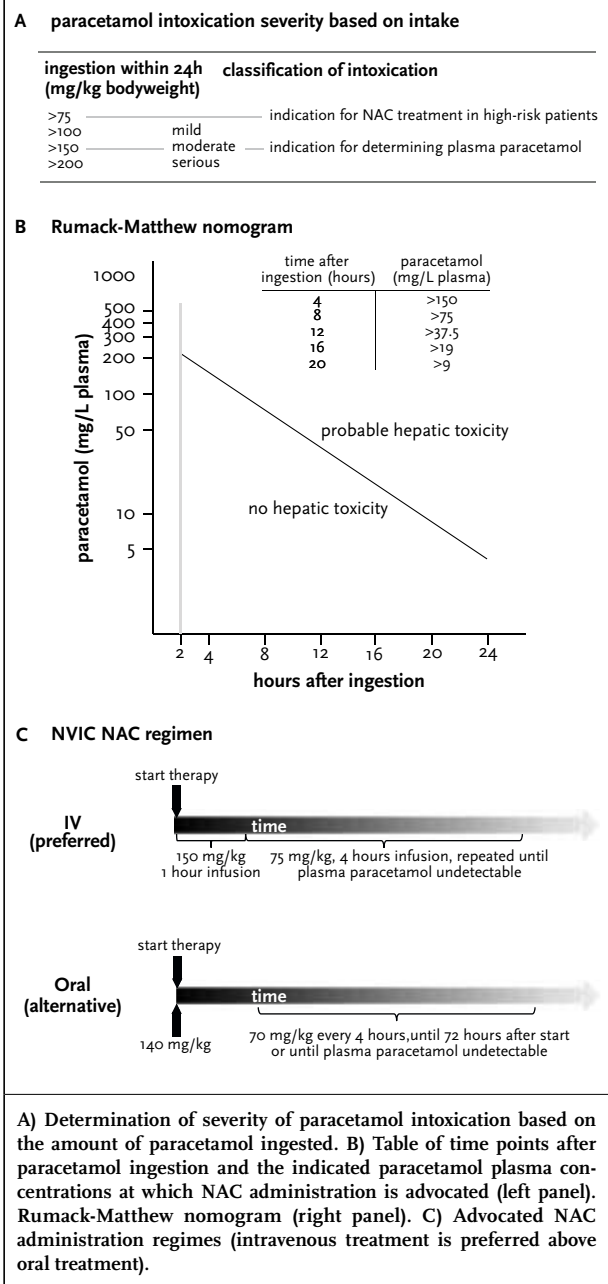 A paracetamol intoxication severity based on intake
ingestion within 24h classification of intoxication
(mg/kg bodyweight)
>75 indication for NAC treatment in high-risk patients
>100 mild
>150 moderate indication for determining plasma paracetamol
>200 serious
B Rumack-Matthew nomogram
time after paracetamol
ingestion (hours) (mg/L plasma)
4 >150
8 >75
12 >37.5
16 >19
20 >9
paracetamol (mg/L plasma)
1000
500
400
300
200
100
50
10
5
probable hepatic toxicity
no hepatic toxicity
2 4 8 12 16 20 24
hours after ingestion
C NVIC NAC regimen
start therapy
IV
(preferred)
time
150 mg/kg 75 mg/kg, 4 hours infusion, repeated until
1 hour infusion plasma paracetamol undetectable
start therapy
Oral
(alternative)
time
140 mg/kg 70 mg/kg every 4 hours,until 72 hours after start
or until plasma paracetamol undetectable
A) Determination of severity of paracetamol intoxication based on
the amount of paracetamol ingested. B) Table of time points after
paracetamol ingestion and the indicated paracetamol plasma con-
centrations at which NAC administration is advocated (left panel).
Rumack-Matthew nomogram (right panel). C) Advocated NAC
administration regimes (intravenous treatment is preferred above
oral treatment).